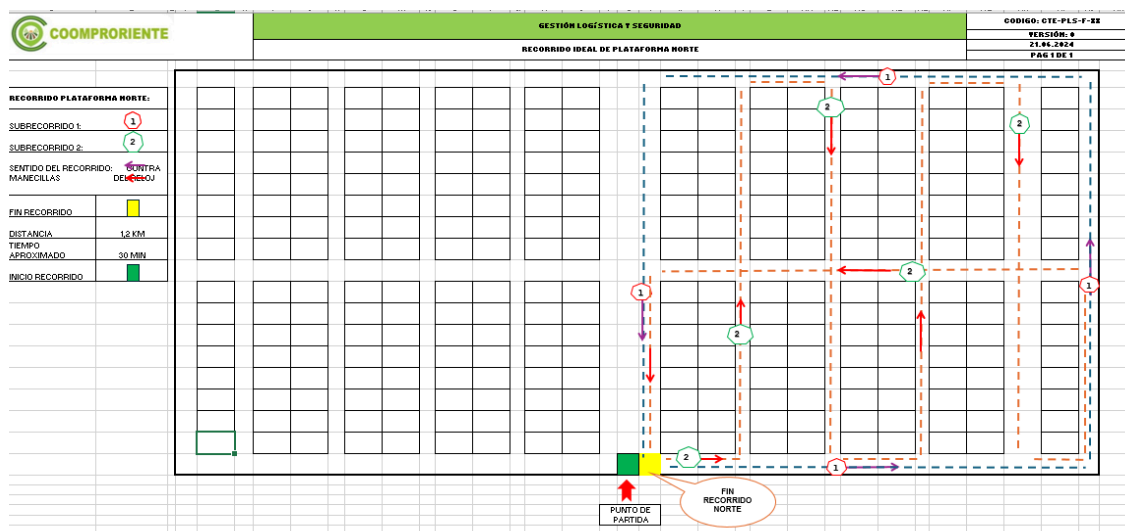 COOMPRORIENTE
GESTIÓN LOGÍSTICA Y SEGURIDAD
RECORRIDO IDEAL DE PLATAFORMA NORTE
CODIGO: CTE-PLS-F-XX
VERSIÓN: 0
21.06.2024
PAG 1 DE 1
RECORRIDO PLATAFORMA NORTE:
SUBRECORRIDO 1:
1
SUBRECORRIDO 2:
2
SENTIDO DEL RECORRIDO: CONTRA
MANECILLAS DEL RELOJ
FIN RECORRIDO
DISTANCIA 1,2 KM
TIEMPO
APROXIMADO 30 MIN
INICIO RECORRIDO
1
2
2
2
1
1
2
2
1
PUNTO DE
PARTIDA
FIN
RECORRIDO
NORTE